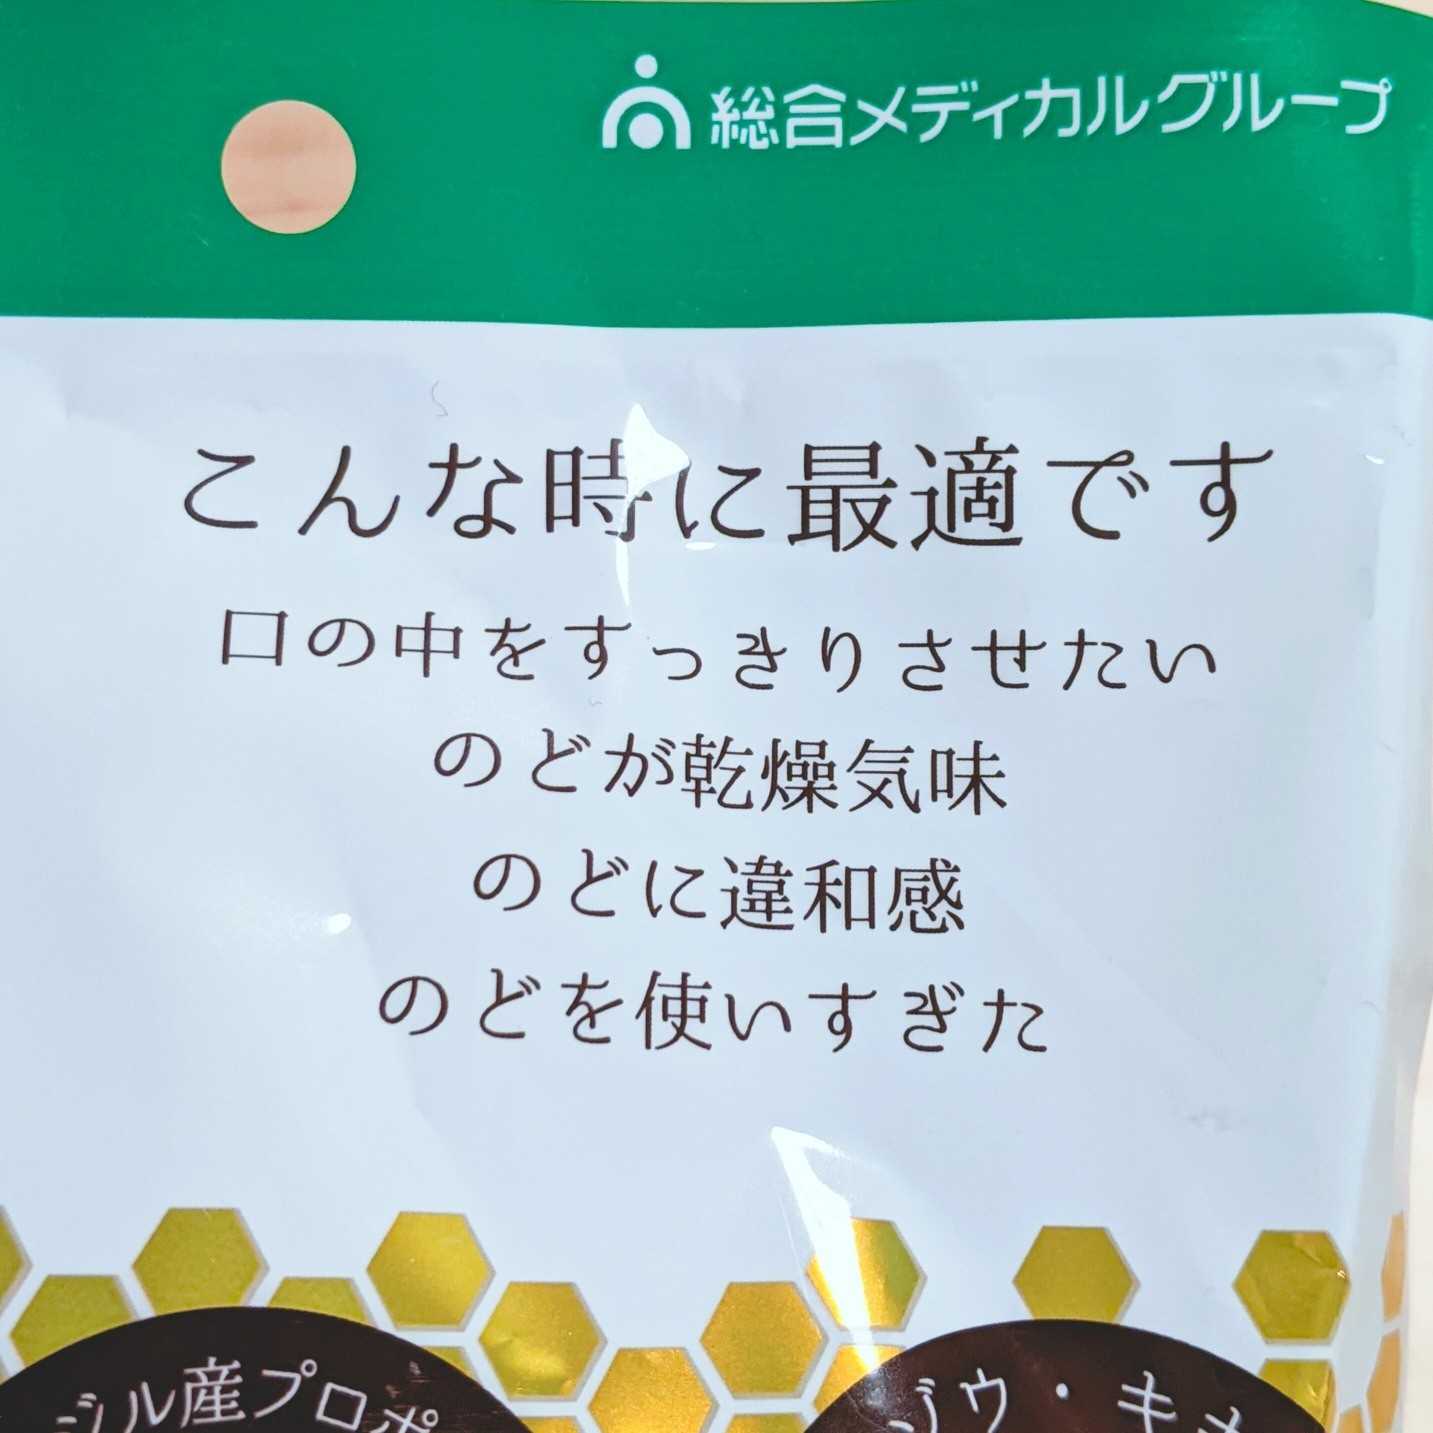 総合メディカルグループ
こんな時に最適です
口の中をすっきりさせたい
のどが乾燥気味
のどに違和感
のどを使いすぎた
ジル産プロポ
ゾウ・キメ